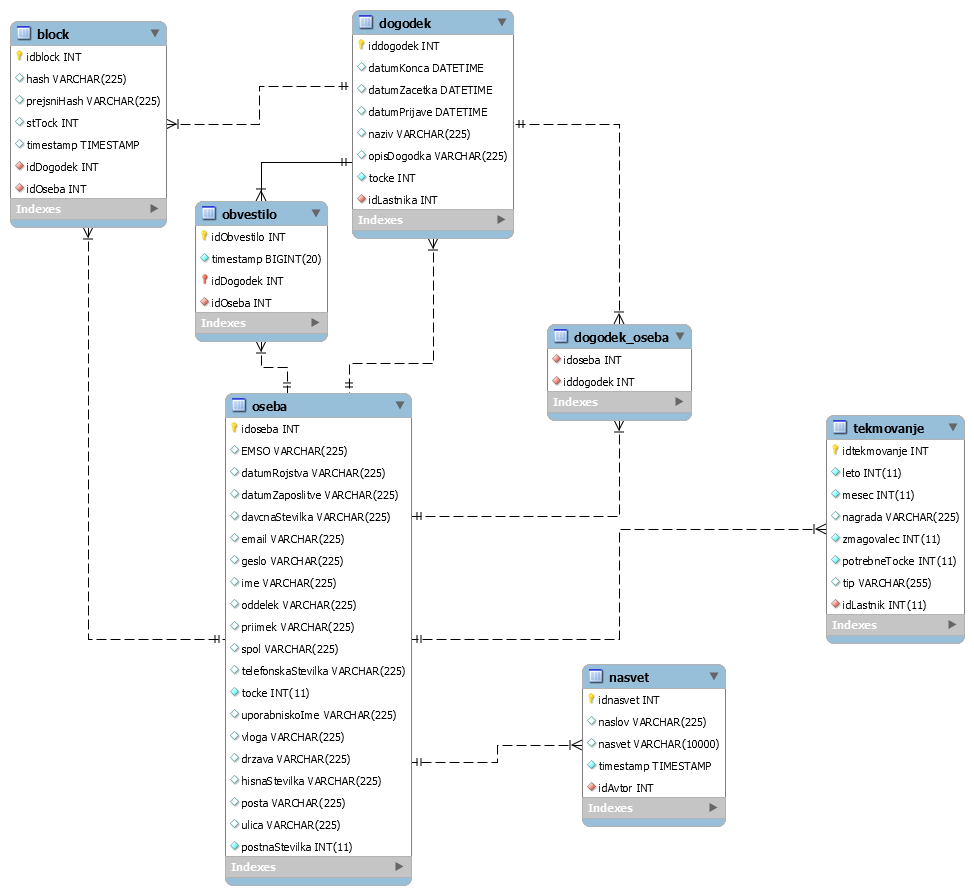 block
idblock INT
hash VARCHAR(225)
prejsniHash VARCHAR(225)
stTock INT
timestamp TIMESTAMP
idDogodek INT
idOseba INT
Indexes
dogodek
iddogodek INT
datumKonca DATETIME
datumZacetka DATETIME
datumPrijave DATETIME
naziv VARCHAR(225)
opisDogodka VARCHAR(225)
tocke INT
idLastnika INT
Indexes
obvestilo
idObvestilo INT
timestamp BIGINT(20)
idDogodek INT
idOseba INT
Indexes
dogodek_oseba
idoseba INT
iddogodek INT
Indexes
oseba
idoseba INT
EMSO VARCHAR(225)
datumRojstva VARCHAR(225)
datumZaposlitve VARCHAR(225)
davcnaStevilka VARCHAR(225)
email VARCHAR(225)
geslo VARCHAR(225)
ime VARCHAR(225)
oddelek VARCHAR(225)
priimek VARCHAR(225)
spol VARCHAR(225)
telefonskaStevilka VARCHAR(225)
tocke INT(11)
uporabniskoIme VARCHAR(225)
vloga VARCHAR(225)
drzava VARCHAR(225)
hisnaStevilka VARCHAR(225)
posta VARCHAR(225)
ulica VARCHAR(225)
postnaStevilka INT(11)
Indexes
tekmovanje
idtekmovanje INT
leto INT(11)
mesec INT(11)
nagrada VARCHAR(225)
zmagovalec INT(11)
potrebneTocke INT(11)
tip VARCHAR(255)
idLastnik INT(11)
Indexes
nasvet
idnasvet INT
naslov VARCHAR(225)
nasvet VARCHAR(10000)
timestamp TIMESTAMP
idAvtor INT
Indexes